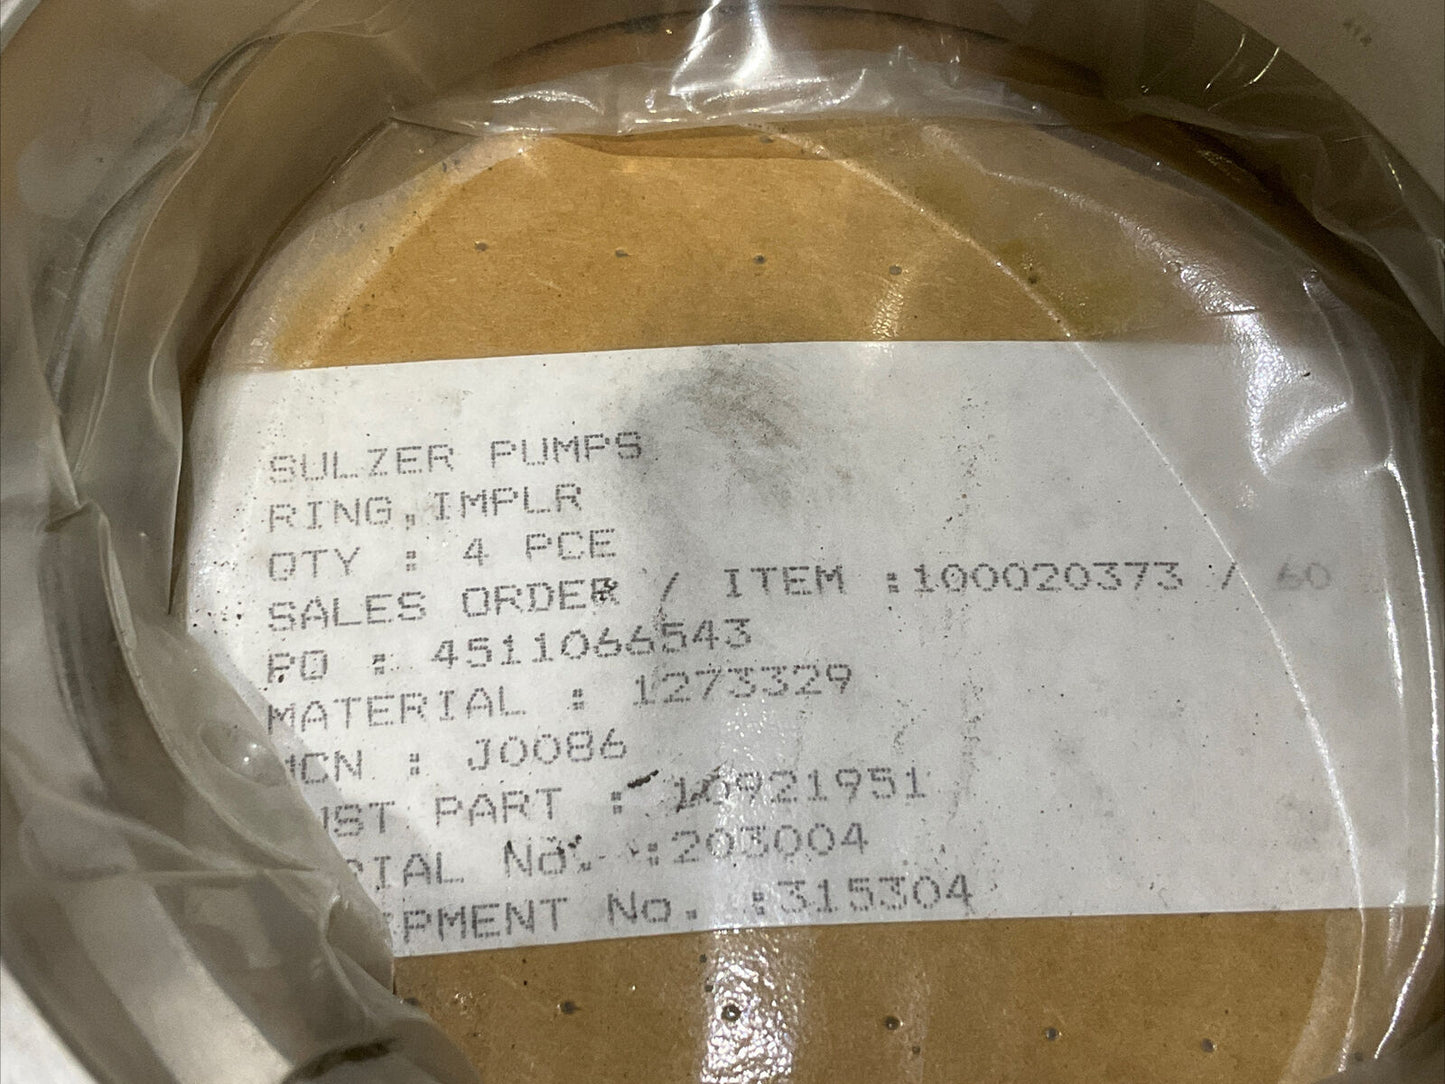 SULZER PUMPS
RING,IMPLR
QTY : 4 PCE
SALES ORDER / ITEM :100020373 / 60
PO : 4511066543
MATERIAL : 1273329
MCN : J0086
UST PART : 10921951
RIAL No. :203004
IPMENT No. :315304